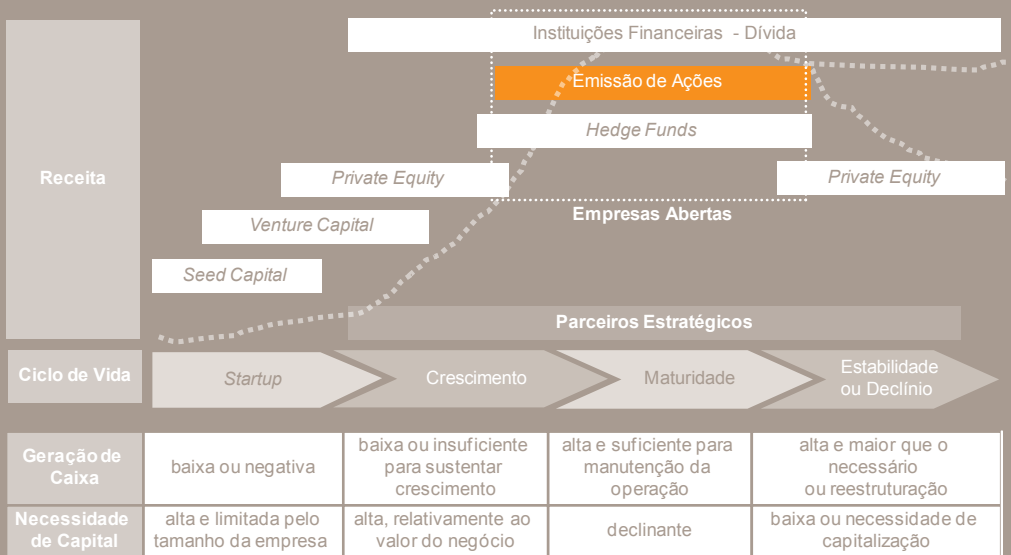 Receita
Instituições Financeiras - Dívida
Emissão de Ações
Hedge Funds
Private Equity
Private Equity
Empresas Abertas
Venture Capital
Seed Capital
Parceiros Estratégicos
Ciclo de Vida
Startup
Crescimento
Maturidade
Estabilidade
ou Declínio
Geração de
Caixa
baixa ou negativa
baixa ou insuficiente
para sustentar
crescimento
alta e suficiente para
manutenção da
operação
alta e maior que o
necessário
ou reestruturação
Necessidade
de Capital
alta e limitada pelo
tamanho da empresa
alta, relativamente ao
valor do negócio
declinante
baixa ou necessidade de
capitalização